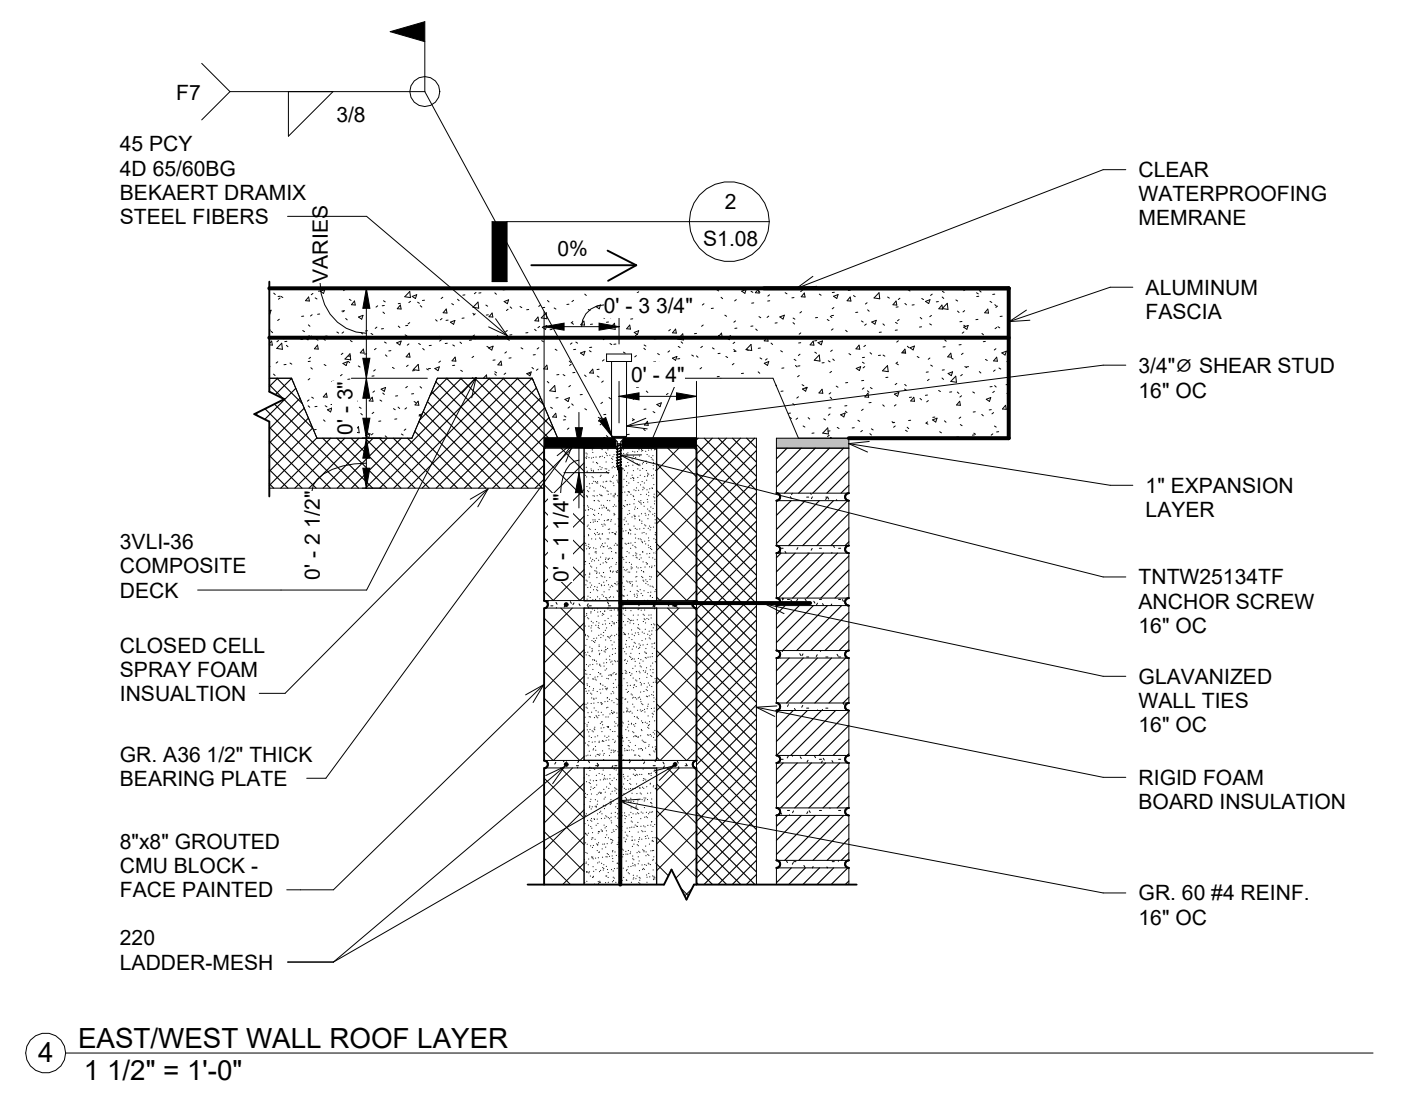 F7
3/8
45 PCY
4D 65/60BG
BEKAERT DRAMIX
STEEL FIBERS
VARIES
2
S1.08
0%
0' - 3 3/4"
0' - 4"
0' - 3"
0' - 2 1/2"
0' - 1 1/4"
CLEAR
WATERPROOFING
MEMRANE
ALUMINUM
FASCIA
3/4"Ø SHEAR STUD
16" OC
1" EXPANSION
LAYER
TNTW25134TF
ANCHOR SCREW
16" OC
GLAVANIZED
WALL TIES
16" OC
RIGID FOAM
BOARD INSULATION
GR. 60 #4 REINF.
16" OC
3VLI-36
COMPOSITE
DECK
CLOSED CELL
SPRAY FOAM
INSUALTION
GR. A36 1/2" THICK
BEARING PLATE
8"x8" GROUTED
CMU BLOCK -
FACE PAINTED
220
LADDER-MESH
4
EAST/WEST WALL ROOF LAYER
1 1/2" = 1'-0"